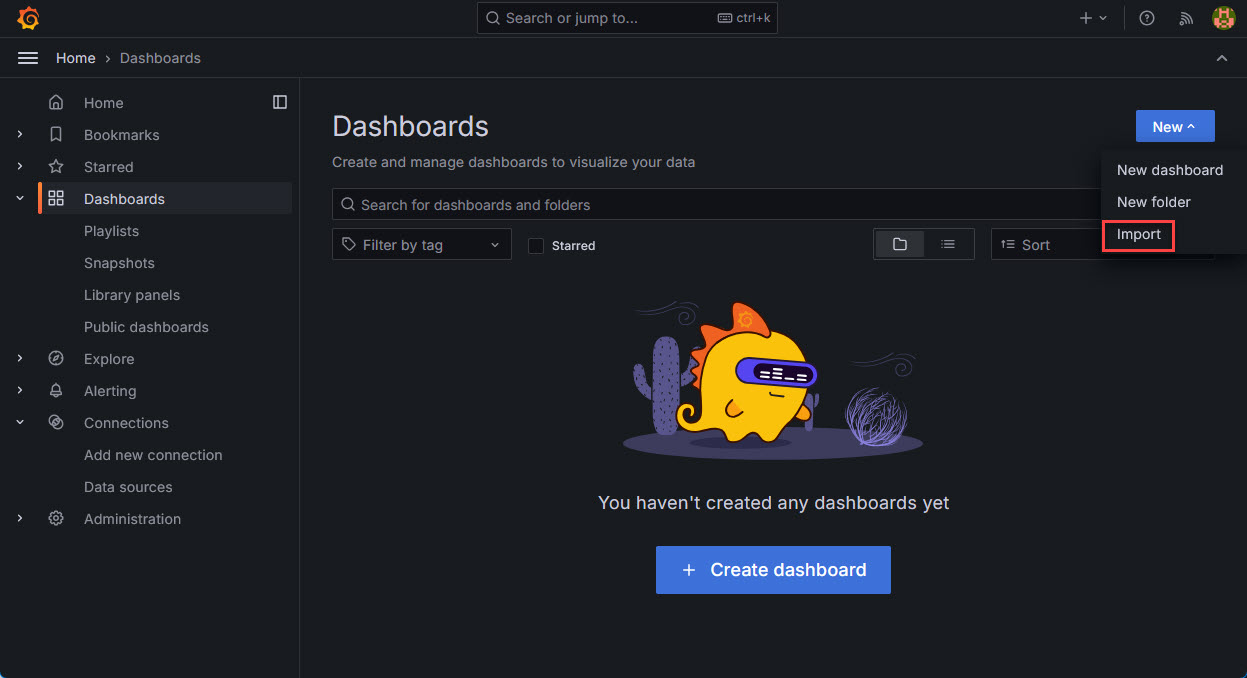 Search or jump to... ctrl+k
Home › Dashboards
Home
Bookmarks
Starred
Dashboards
Playlists
Snapshots
Library panels
Public dashboards
Explore
Alerting
Connections
Add new connection
Data sources
Administration
Dashboards
New
Create and manage dashboards to visualize your data
New dashboard
New folder
Import
Search for dashboards and folders
Filter by tag
Starred
Sort
You haven't created any dashboards yet
+ Create dashboard